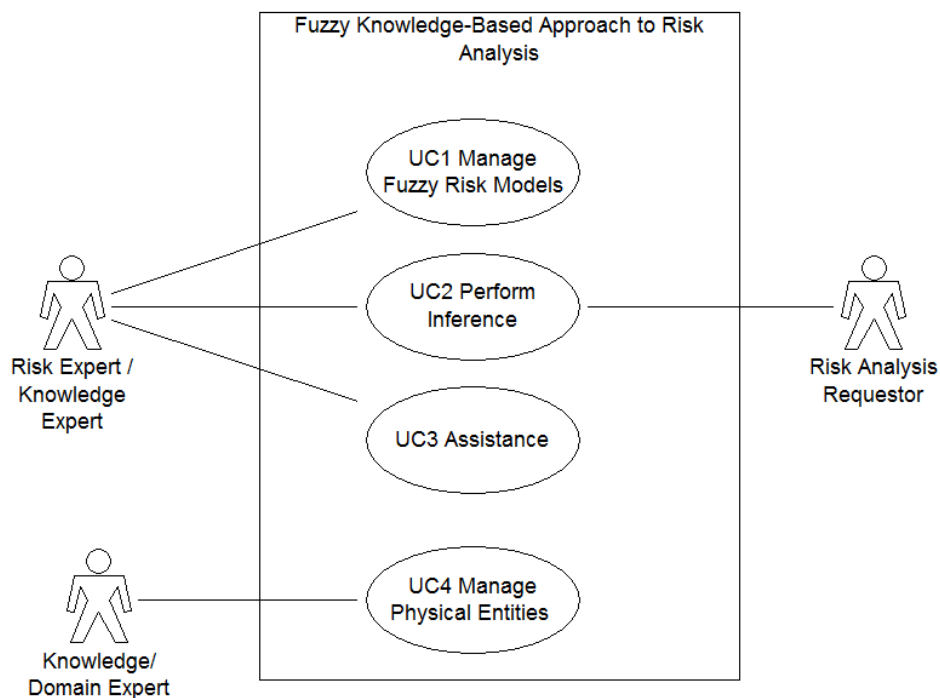 Fuzzy Knowledge-Based Approach to Risk
Analysis
UC1 Manage
Fuzzy Risk Models
UC2 Perform
Inference
Risk Expert /
Knowledge
Expert
Risk Analysis
Requestor
UC3 Assistance
UC4 Manage
Physical Entities
Knowledge/
Domain Expert